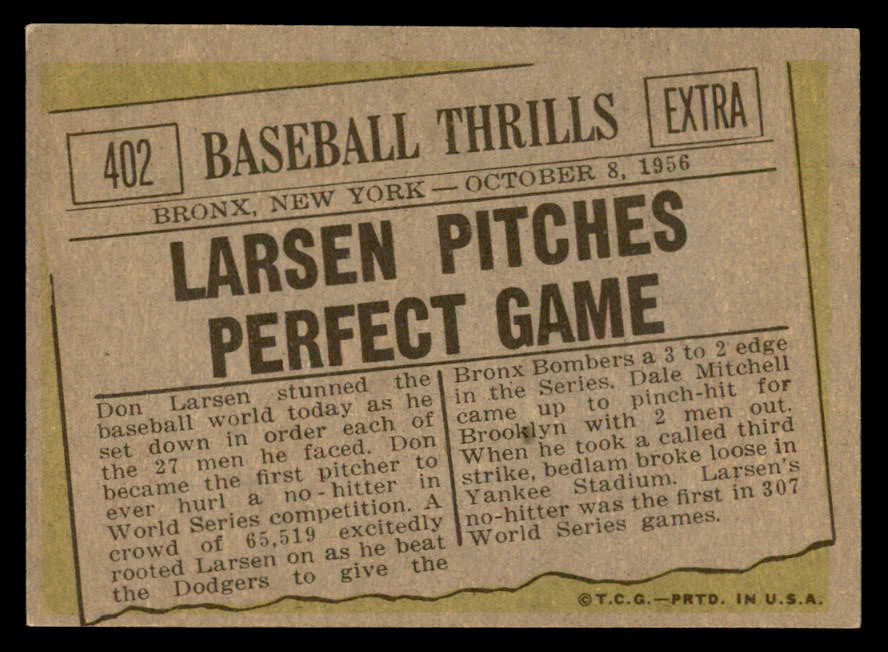 402
BASEBALL THRILLS
EXTRA
BRONX, NEW YORK — OCTOBER 8, 1956
LARSEN PITCHES
PERFECT GAME
Don Larsen stunned the
baseball world today as he
set down in order each of
the 27 men he faced. Don
became the first pitcher to
ever hurl a no-hitter in
World Series competition. A
crowd of 65,519 excitedly
rooted Larsen on as he beat
the Dodgers to give the
Bronx Bombers a 3 to 2 edge
in the Series. Dale Mitchell
came up to pinch-hit for
Brooklyn with 2 men out.
When he took a called third
strike, bedlam broke loose in
Yankee Stadium. Larsen's
no-hitter was the first in 307
World Series games.
©T.C.G.—PRTD. IN U.S.A.